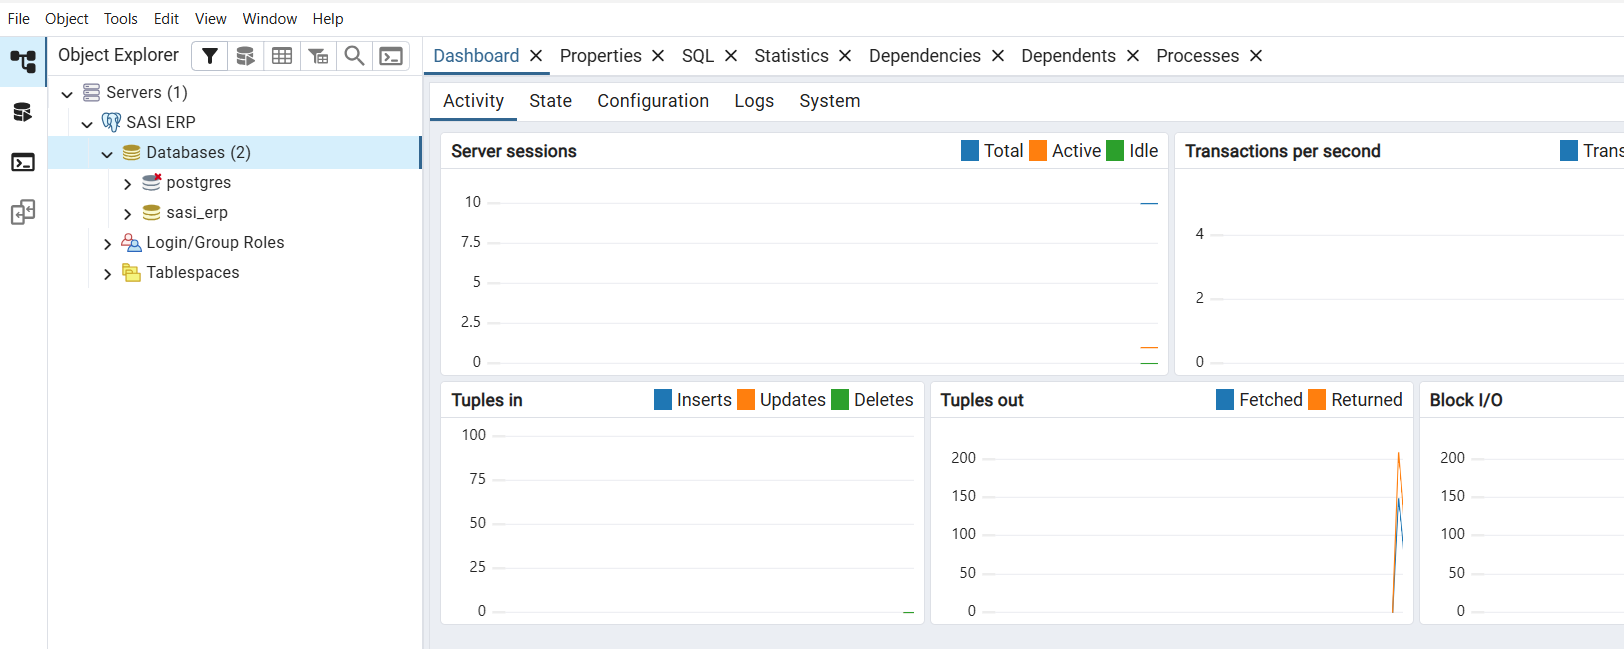 File Object Tools Edit View Window Help
Object Explorer
Servers (1)
SASI ERP
Databases (2)
postgres
sasi_erp
Login/Group Roles
Tablespaces
Dashboard Properties SQL Statistics Dependencies Dependents Processes
Activity State Configuration Logs System
Server sessions Total Active Idle
10
7.5
5
2.5
0
Transactions per second Trans
4
2
0
Tuples in Inserts Updates Deletes
100
75
50
25
0
Tuples out Fetched Returned
200
150
100
50
0
Block I/O
200
150
100
50
0